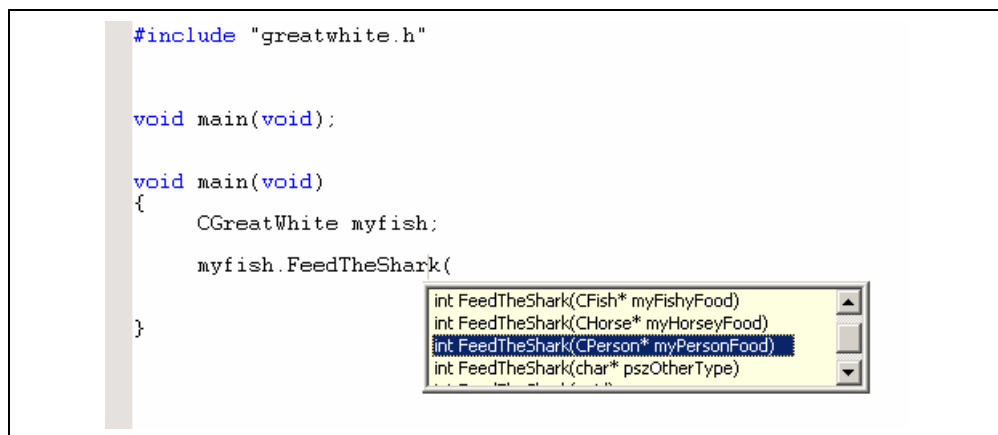 #include "greatwhite.h"
void main(void);
void main(void)
{
CGreatWhite myfish;
myfish.FeedTheShark(
int FeedTheShark(CFish* myFishyFood)
int FeedTheShark(CHorse* myHorseyFood)
int FeedTheShark(CPerson* myPersonFood)
int FeedTheShark(char* pszOtherType)
}